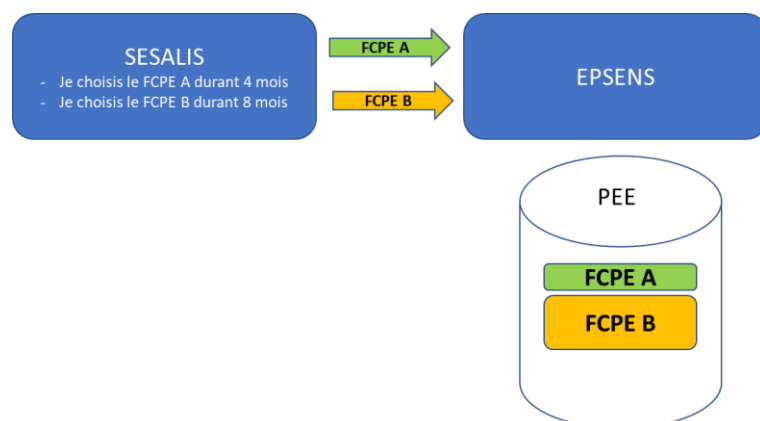 SESALIS
- Je choisis le FCPE A durant 4 mois
- Je choisis le FCPE B durant 8 mois
FCPE A
FCPE B
EPSENS
PEE
FCPE A
FCPE B